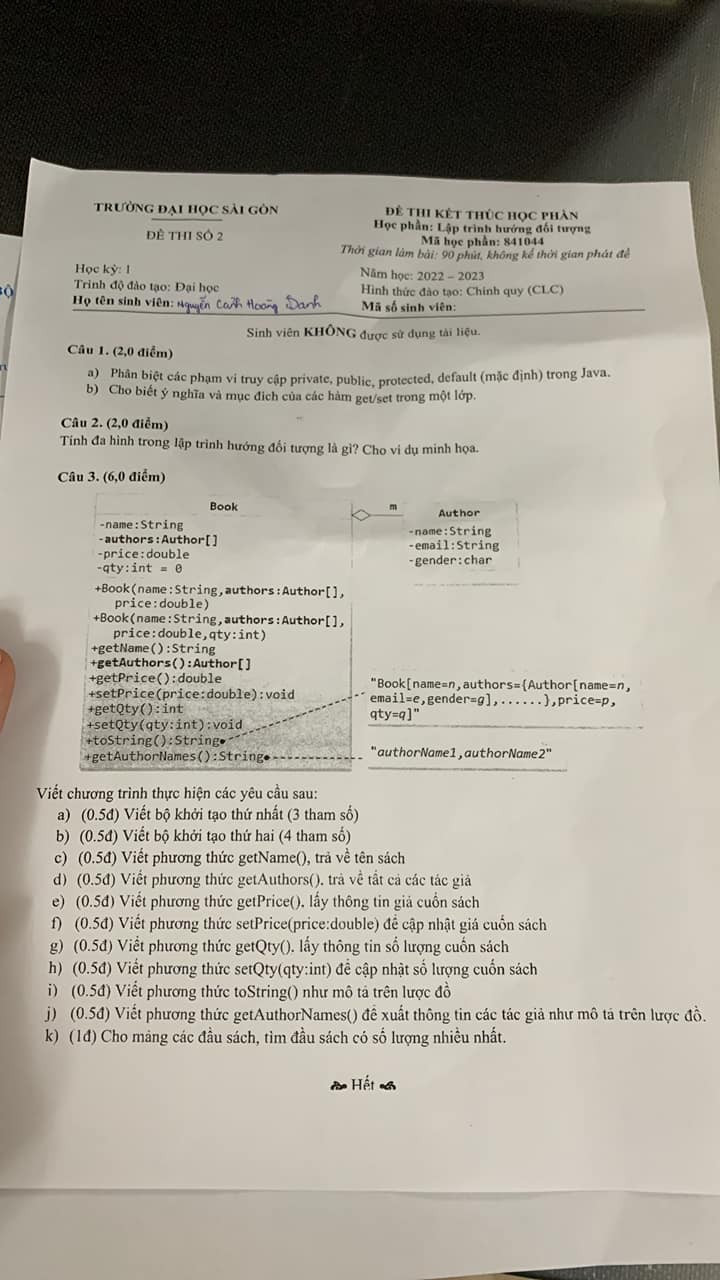 TRƯỜNG ĐẠI HỌC SÀI GÒN
ĐỀ THI SỐ 2
ĐỀ THI KẾT THÚC HỌC PHẦN
Học phần: Lập trình hướng đối tượng
Mã học phần: 841044
Thời gian làm bài: 90 phút, không kể thời gian phát đề
Học kỳ: 1
Trình độ đào tạo: Đại học
Họ tên sinh viên: Nguyễn Cảnh Hoàng Danh
Năm học: 2022 – 2023
Hình thức đào tạo: Chính quy (CLC)
Mã số sinh viên:
Sinh viên KHÔNG được sử dụng tài liệu.
Câu 1. (2,0 điểm)
a) Phân biệt các phạm vi truy cập private, public, protected, default (mặc định) trong Java.
b) Cho biết ý nghĩa và mục đích của các hàm get/set trong một lớp.
Câu 2. (2,0 điểm)
Tính đa hình trong lập trình hướng đối tượng là gì? Cho ví dụ minh họa.
Câu 3. (6,0 điểm)
Book
-name:String
-authors:Author[]
-price:double
-qty:int = 0
+Book(name:String,authors:Author[],
price:double)
+Book(name:String,authors:Author[],
price:double,qty:int)
+getName():String
+getAuthors():Author[]
+getPrice():double
+setPrice(price:double):void
+getQty():int
+setQty(qty:int):void
+toString():String
+getAuthorNames():String
m
Author
-name:String
-email:String
-gender:char
"Book[name=n,authors={Author[name=n,
email=e,gender=g],......},price=p,
qty=q]"
"authorName1,authorName2"
Viết chương trình thực hiện các yêu cầu sau:
a) (0.5đ) Viết bộ khởi tạo thứ nhất (3 tham số)
b) (0.5đ) Viết bộ khởi tạo thứ hai (4 tham số)
c) (0.5đ) Viết phương thức getName(), trả về tên sách
d) (0.5đ) Viết phương thức getAuthors(). trả về tất cả các tác giả
e) (0.5đ) Viết phương thức getPrice(). lấy thông tin giả cuốn sách
f) (0.5đ) Viết phương thức setPrice(price:double) để cập nhật giá cuốn sách
g) (0.5đ) Viết phương thức getQty(). lấy thông tin số lượng cuốn sách
h) (0.5đ) Viết phương thức setQty(qty:int) để cập nhật số lượng cuốn sách
i) (0.5đ) Viết phương thức toString() như mô tả trên lược đồ
j) (0.5đ) Viết phương thức getAuthorNames() để xuất thông tin các tác giả như mô tả trên lược đồ.
k) (1đ) Cho mảng các đầu sách, tìm đầu sách có số lượng nhiều nhất.
Hết